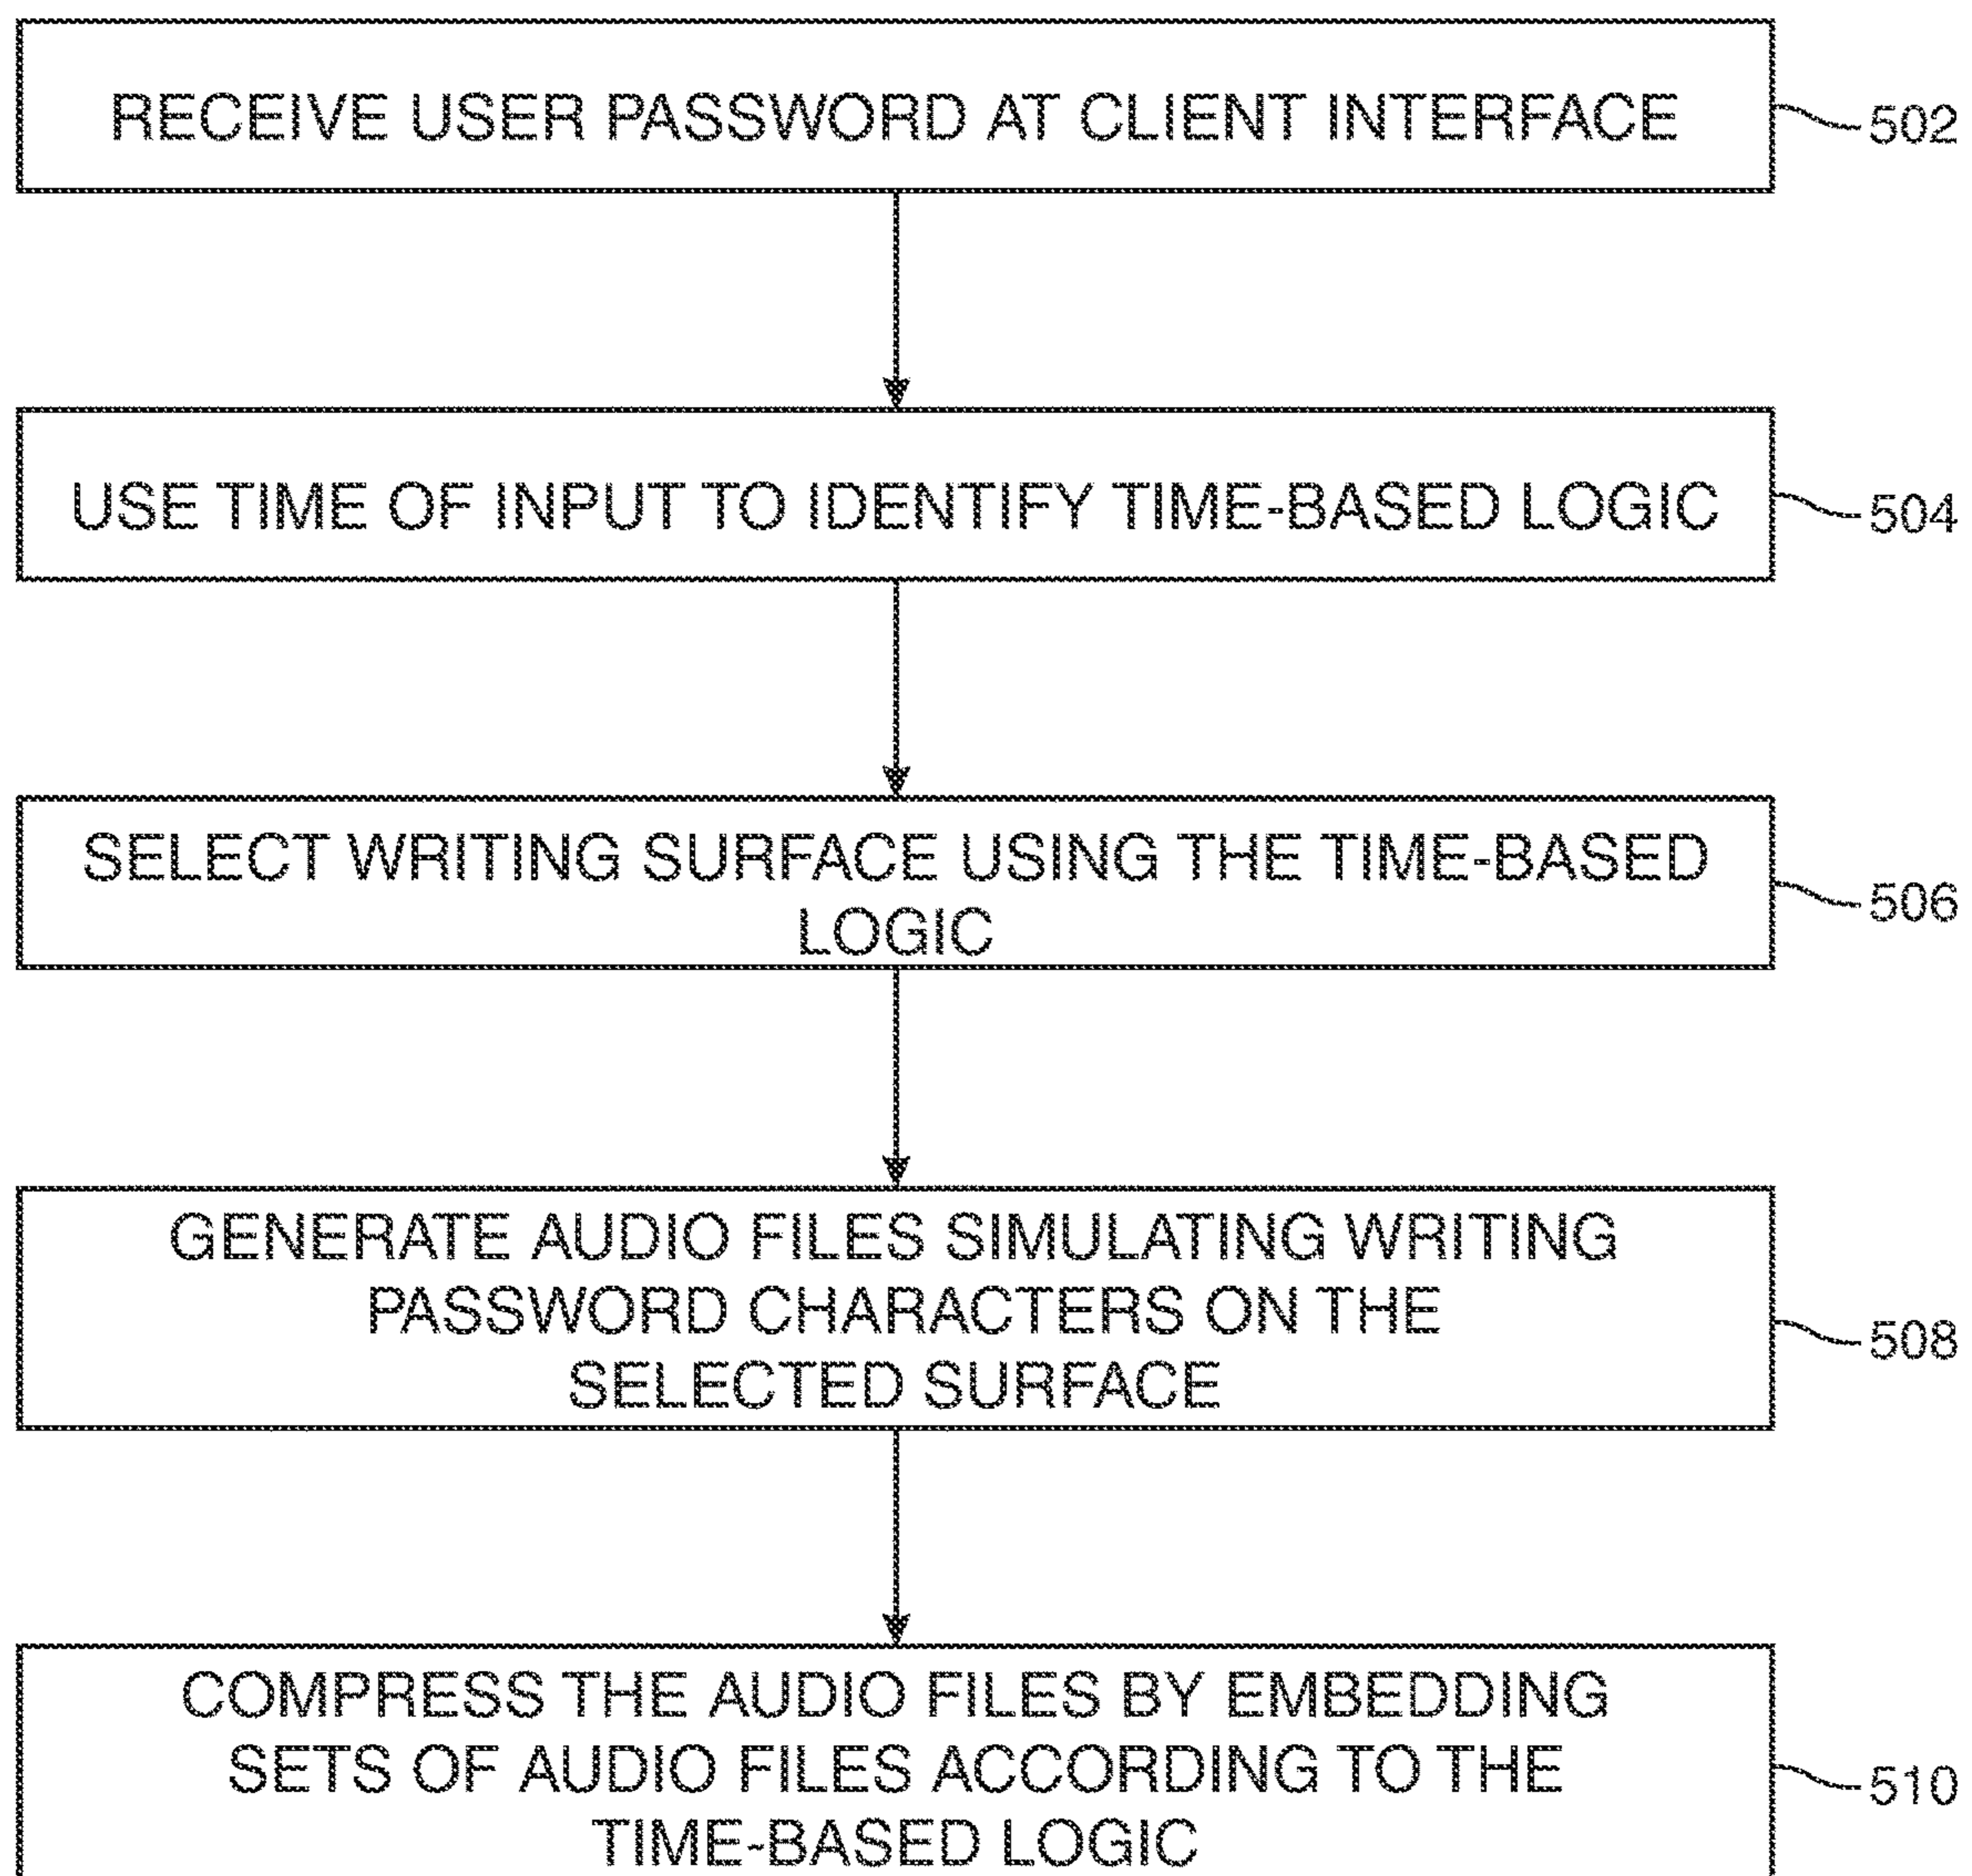 RECEIVE USER PASSWORD AT CLIENT INTERFACE
502
USE TIME OF INPUT TO IDENTIFY TIME-BASED LOGIC
504
SELECT WRITING SURFACE USING THE TIME-BASED
LOGIC
506
GENERATE AUDIO FILES SIMULATING WRITING
PASSWORD CHARACTERS ON THE
SELECTED SURFACE
508
COMPRESS THE AUDIO FILES BY EMBEDDING
SETS OF AUDIO FILES ACCORDING TO THE
TIME-BASED LOGIC
510